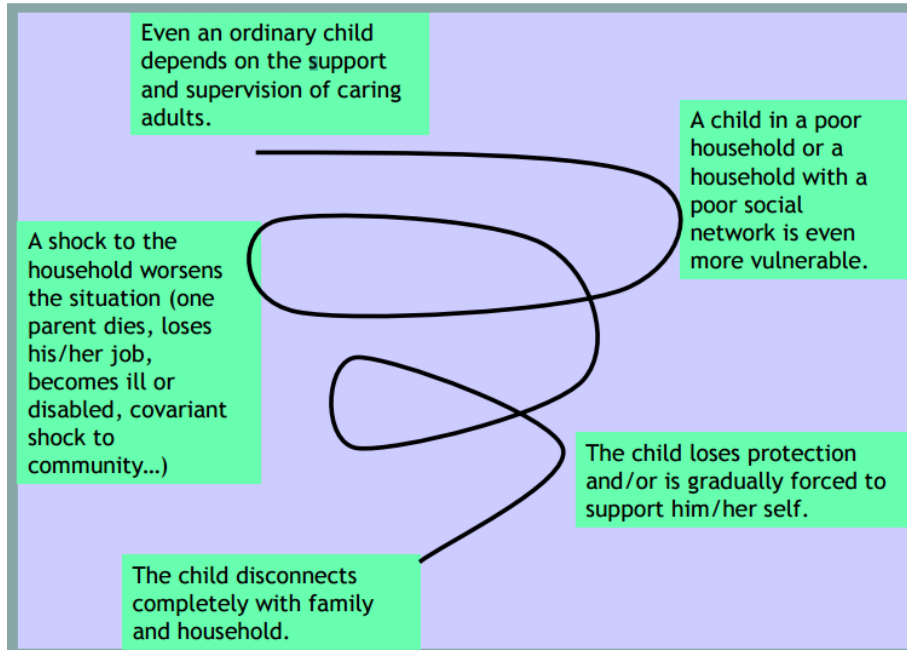 Even an ordinary child
depends on the support
and supervision of caring
adults.
A child in a poor
household or a
household with a
poor social
network is even
more vulnerable.
A shock to the
household worsens
the situation (one
parent dies, loses
his/her job,
becomes ill or
disabled, covariant
shock to
community…)
The child loses protection
and/or is gradually forced to
support him/her self.
The child disconnects
completely with family
and household.